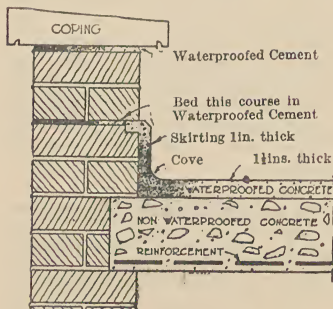 COPING
Waterproofed Cement
Bed this course in
Waterproofed Cement
Skirting 1in. thick
Cove
1½ins. thick
WATERPROOFED CONCRETE
NON WATERPROOFED CONCRETE
REINFORCEMENT